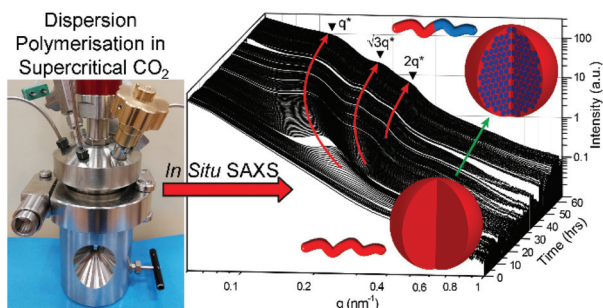 Dispersion
Polymerisation in
Supercritical CO₂
In Situ SAXS
q*
√3q*
2q*
100
10
1
0.1
Intensity (a.u.)
60
50
40
30
20
10
0
Time (hrs)
0.1
0.2
0.4
0.6
0.8
1
q (nm⁻¹)